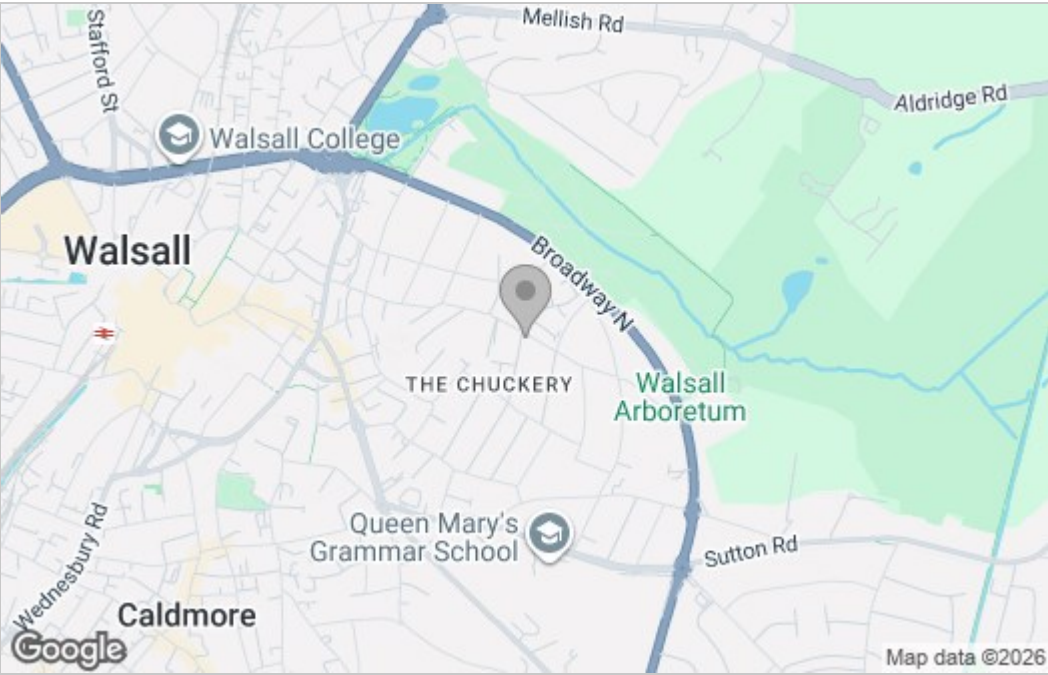 Stafford St
Mellish Rd
Aldridge Rd
Walsall College
Walsall
Broadway N
THE CHUCKERY
Walsall
Arboretum
Queen Mary's
Grammar School
Sutton Rd
Wednesbury Rd
Caldmore
Google
Map data ©2026